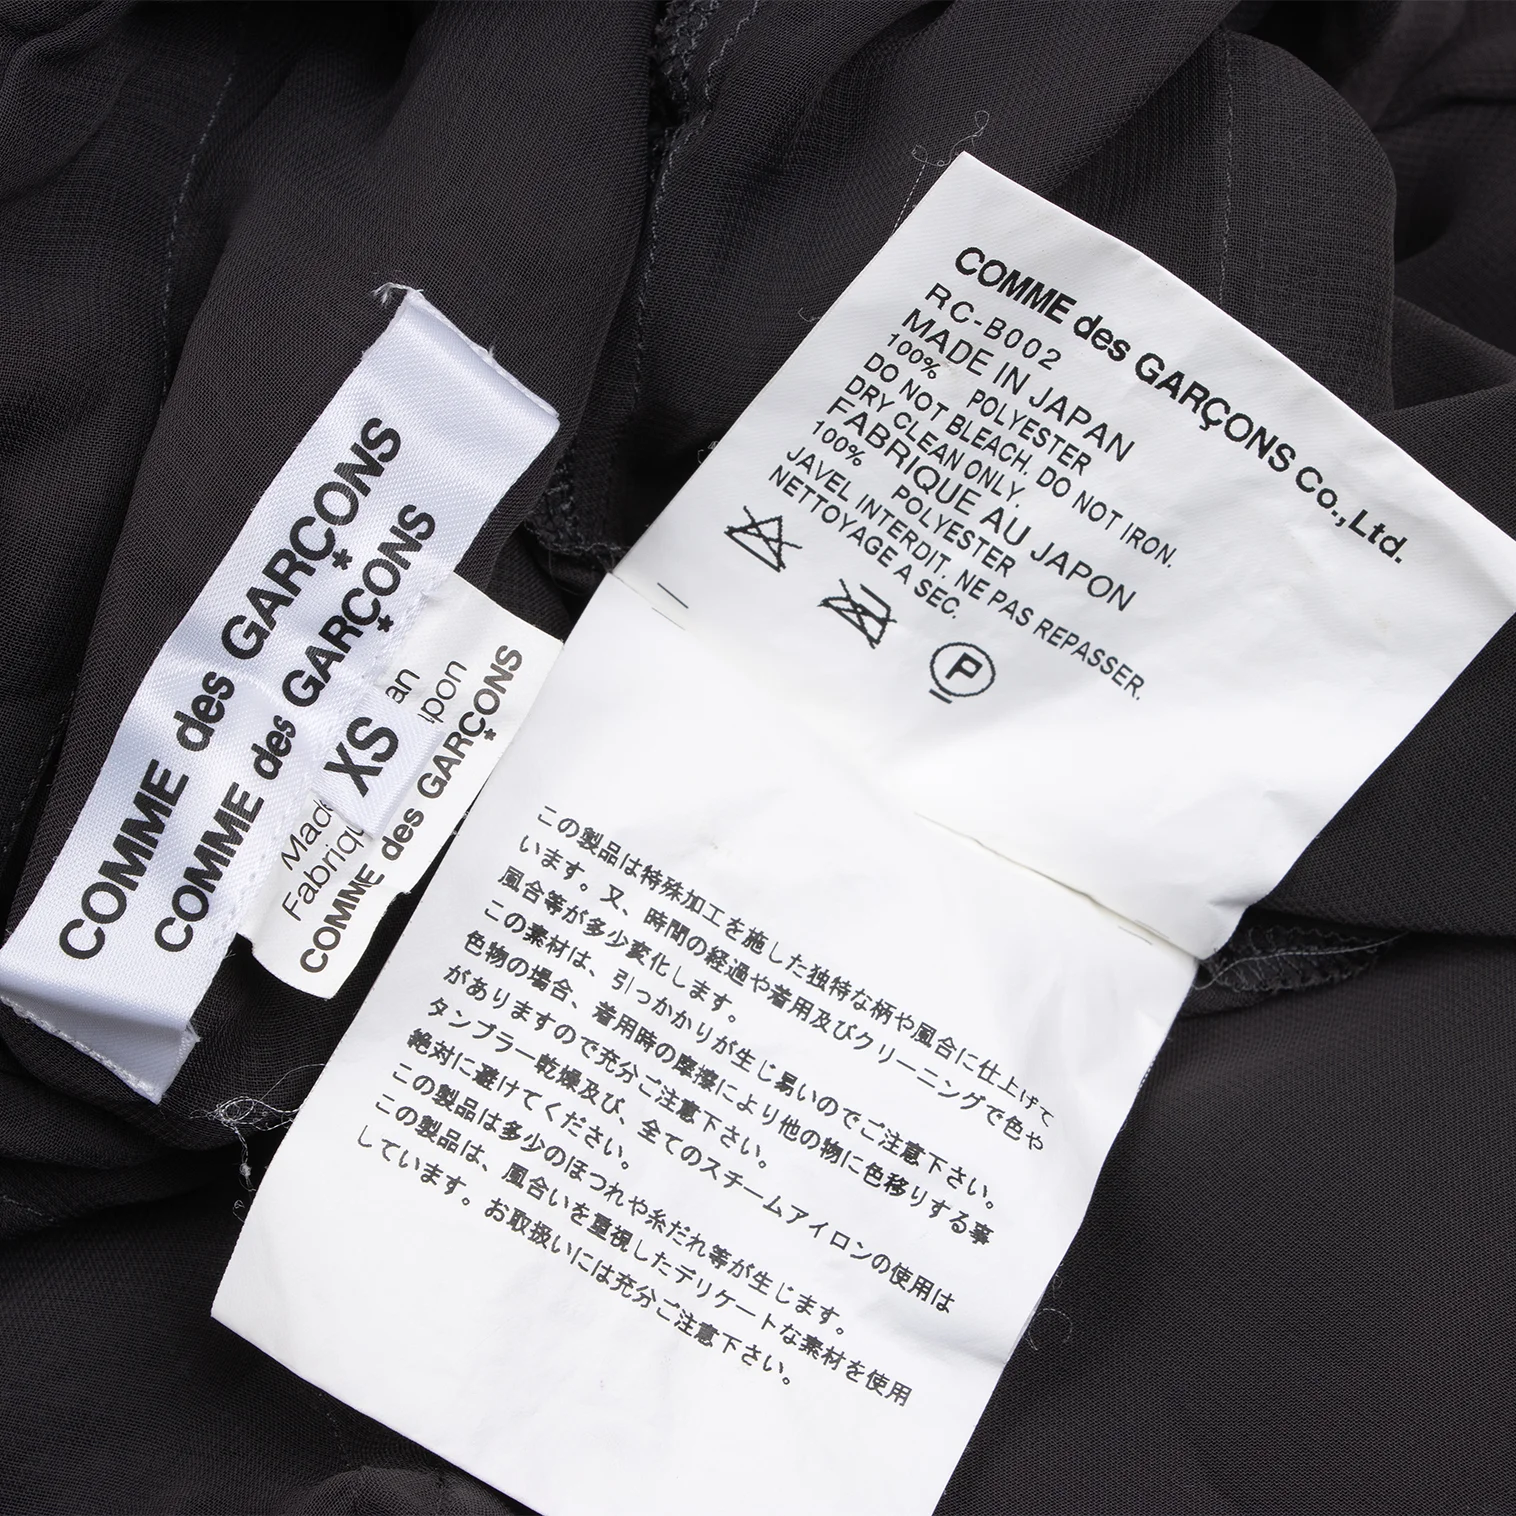 COMME des GARÇONS
*
COMME des GARÇONS
*
XS
Made
an
Fabriqu
apon
COMME des GARÇONS
*
COMME des GARÇONS Co.,Ltd.
RC-B002
MADE IN JAPAN
100% POLYESTER
DO NOT BLEACH. DO NOT IRON.
DRY CLEAN ONLY.
FABRIQUE AU JAPON
100% POLYESTER
JAVEL INTERDIT. NE PAS REPASSER.
NETTOYAGE A SEC.
P
この製品は特殊加工を施した独特な柄や風合に仕上げて
います。又、時間の経過や着用及びクリーニングで色や
風合等が多少変化します。
この素材は、引っかかりが生じ易いのでご注意下さい。
色物の場合、着用時の摩擦により他の物に色移りする事
がありますので充分ご注意下さい。
タンブラー乾燥及び、全てのスチームアイロンの使用は
絶対に避けてください。
この製品は多少のほつれや糸だれ等が生じます。
この製品は、風合いを重視したデリケートな素材を使用
しています。お取扱いには充分ご注意下さい。